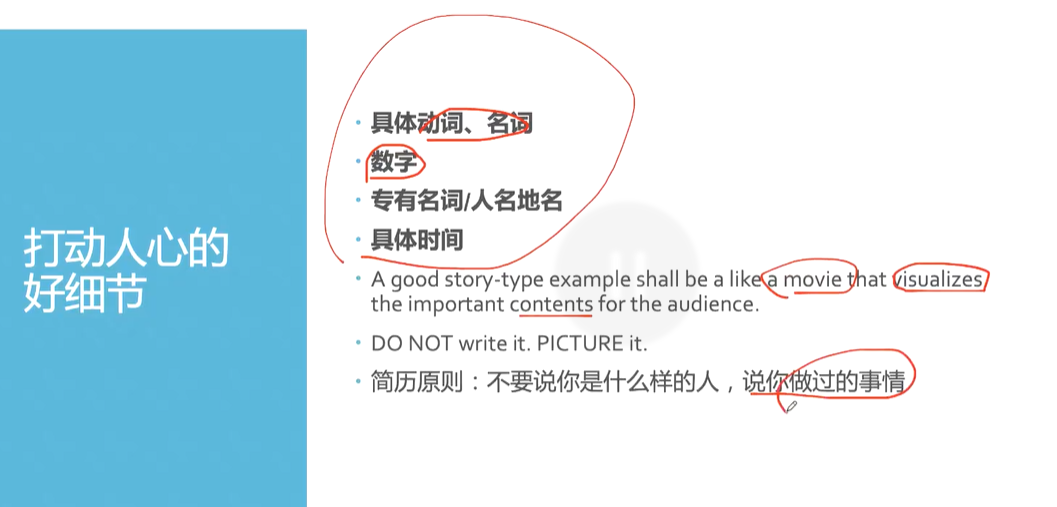 打动人心的
好细节
具体动词、名词
数字
专有名词/人名地名
具体时间
A good story-type example shall be a like a movie that visualizes
the important contents for the audience.
DO NOT write it. PICTURE it.
简历原则：不要说你是什么样的人，说你做过的事情